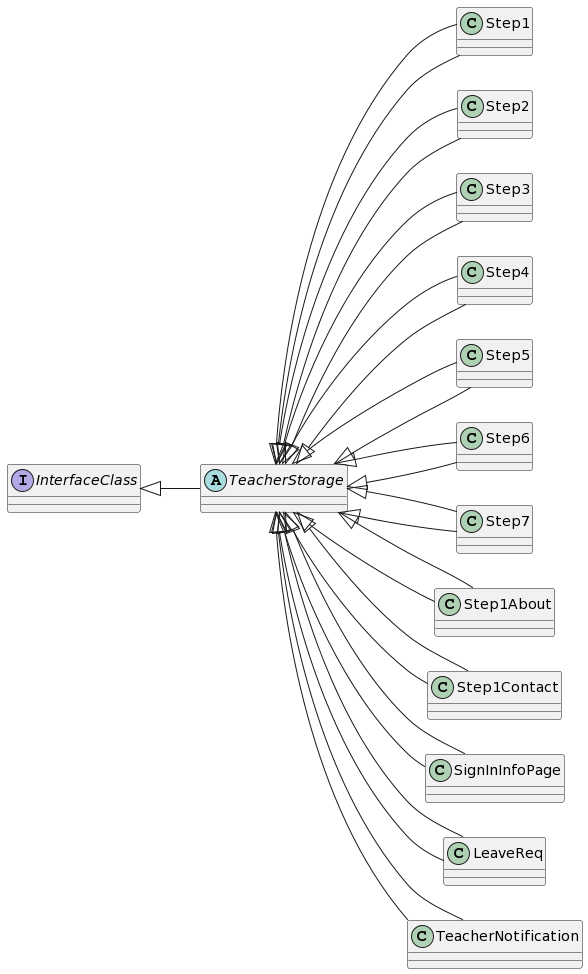 C Step1
C Step2
C Step3
C Step4
C Step5
C Step6
I InterfaceClass
A TeacherStorage
C Step7
C Step1About
C Step1Contact
C SignInInfoPage
C LeaveReq
C TeacherNotification